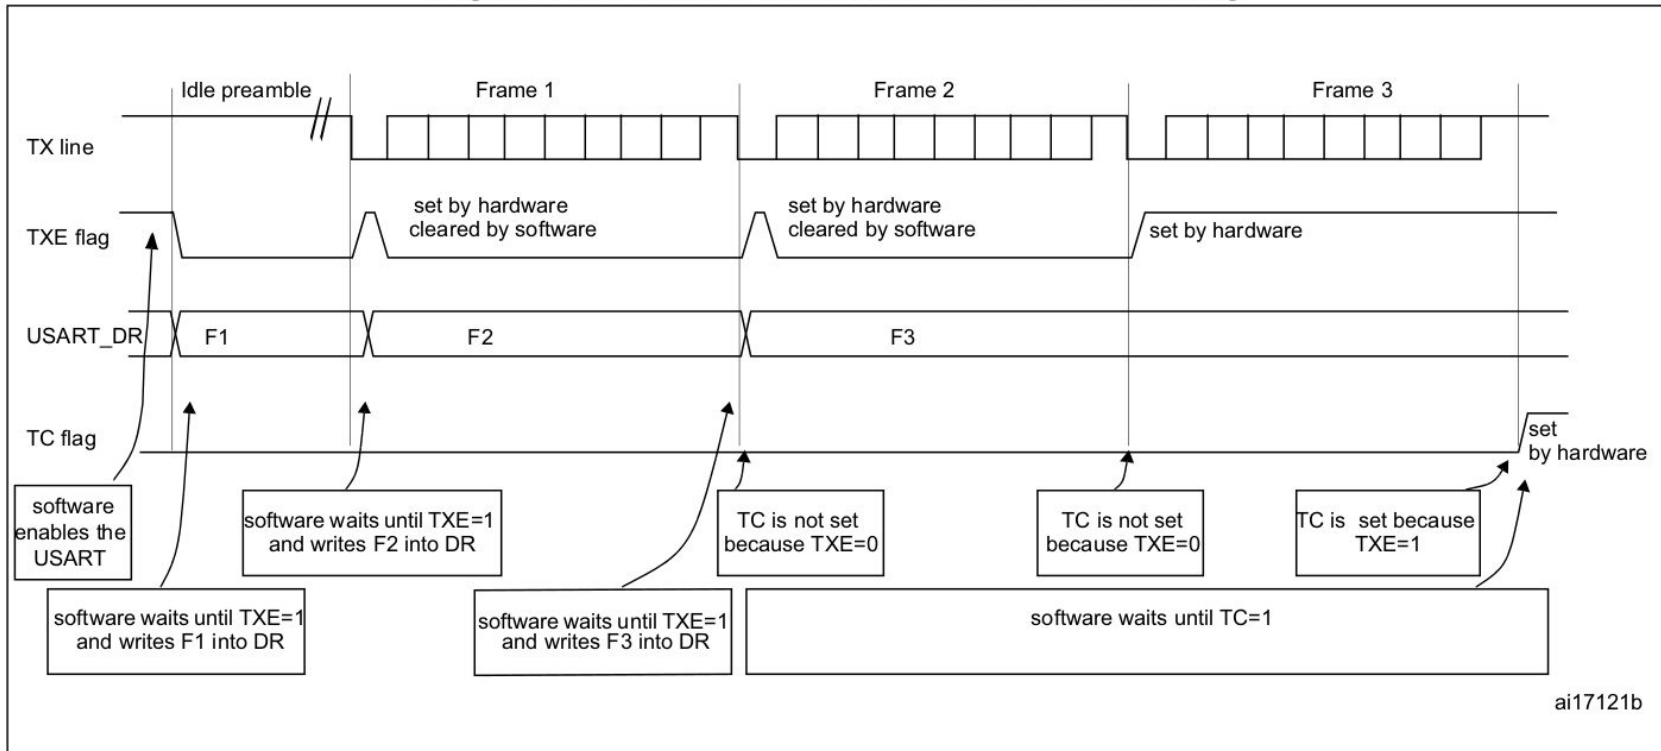 Idle preamble
Frame 1
Frame 2
Frame 3
TX line
TXE flag
set by hardware
cleared by software
set by hardware
cleared by software
set by hardware
USART_DR
F1
F2
F3
TC flag
set
by hardware
software
enables the
USART
software waits until TXE=1
and writes F2 into DR
TC is not set
because TXE=0
TC is not set
because TXE=0
TC is set because
TXE=1
software waits until TXE=1
and writes F1 into DR
software waits until TXE=1
and writes F3 into DR
software waits until TC=1
ai17121b